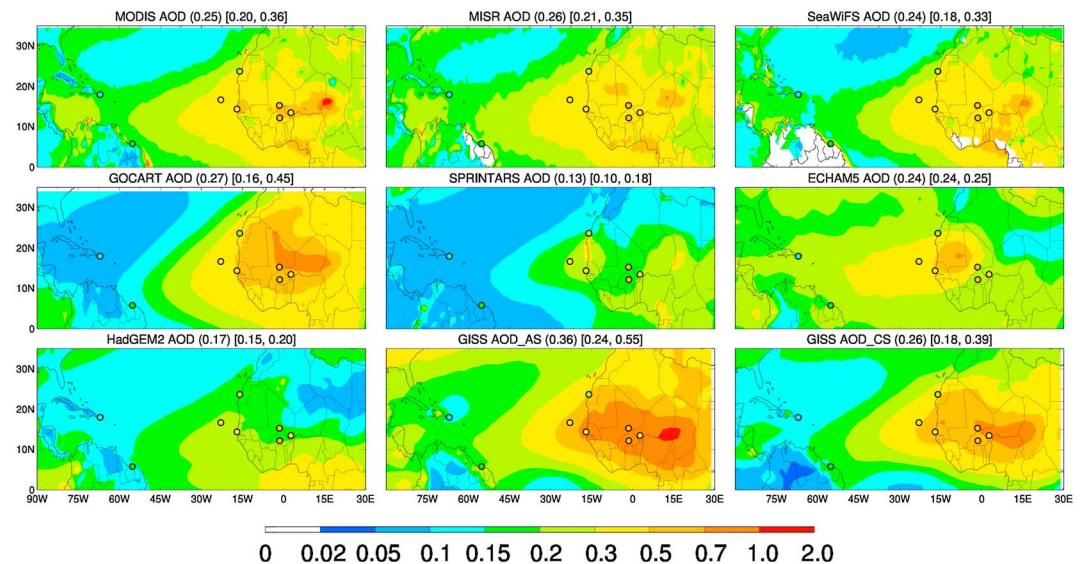 MODIS AOD (0.25) [0.20, 0.36]
MISR AOD (0.26) [0.21, 0.35]
SeaWiFS AOD (0.24) [0.18, 0.33]
30N
20N
10N
0
GOCART AOD (0.27) [0.16, 0.45]
SPRINTARS AOD (0.13) [0.10, 0.18]
ECHAM5 AOD (0.24) [0.24, 0.25]
30N
20N
10N
0
HadGEM2 AOD (0.17) [0.15, 0.20]
GISS AOD_AS (0.36) [0.24, 0.55]
GISS AOD_CS (0.26) [0.18, 0.39]
30N
20N
10N
0
90W 75W 60W 45W 30W 15W 0 15E 30E
90W 75W 60W 45W 30W 15W 0 15E 30E
90W 75W 60W 45W 30W 15W 0 15E 30E
0 0.02 0.05 0.1 0.15 0.2 0.3 0.5 0.7 1.0 2.0